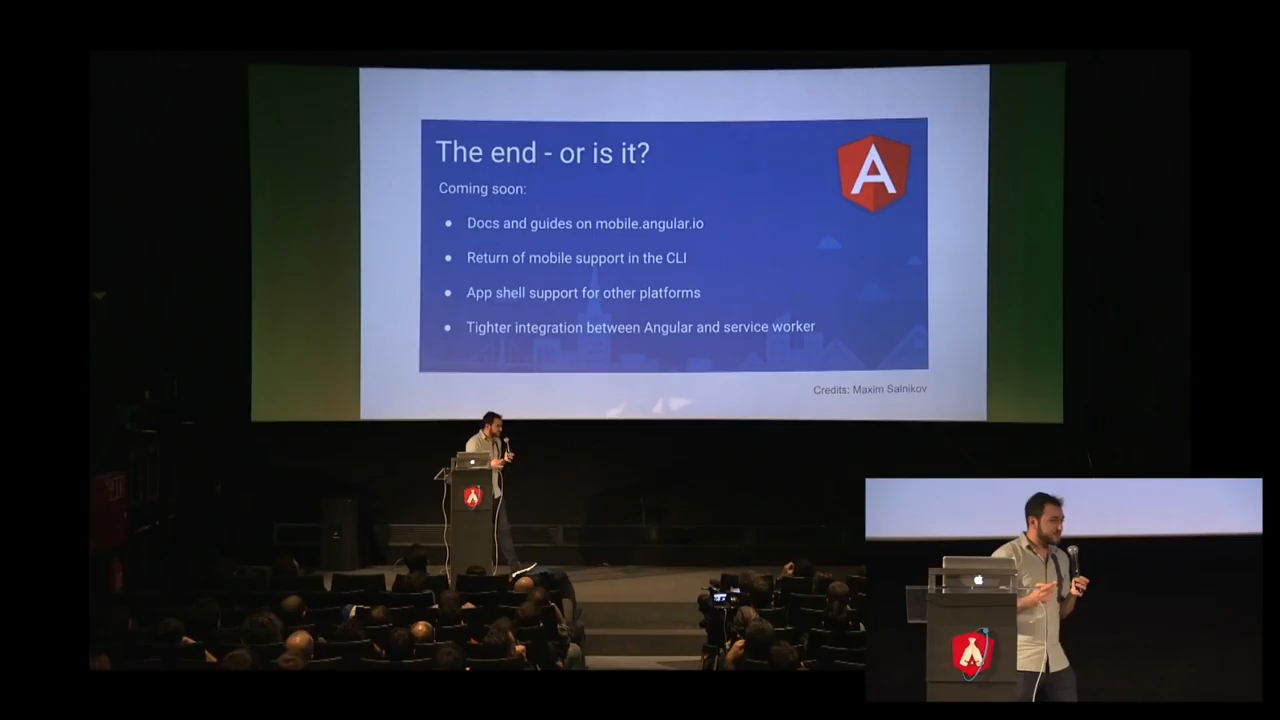 The end - or is it?
A
Coming soon:
Docs and guides on mobile.angular.io
Return of mobile support in the CLI
App shell support for other platforms
Tighter integration between Angular and service worker
Credits: Maxim Salnikov